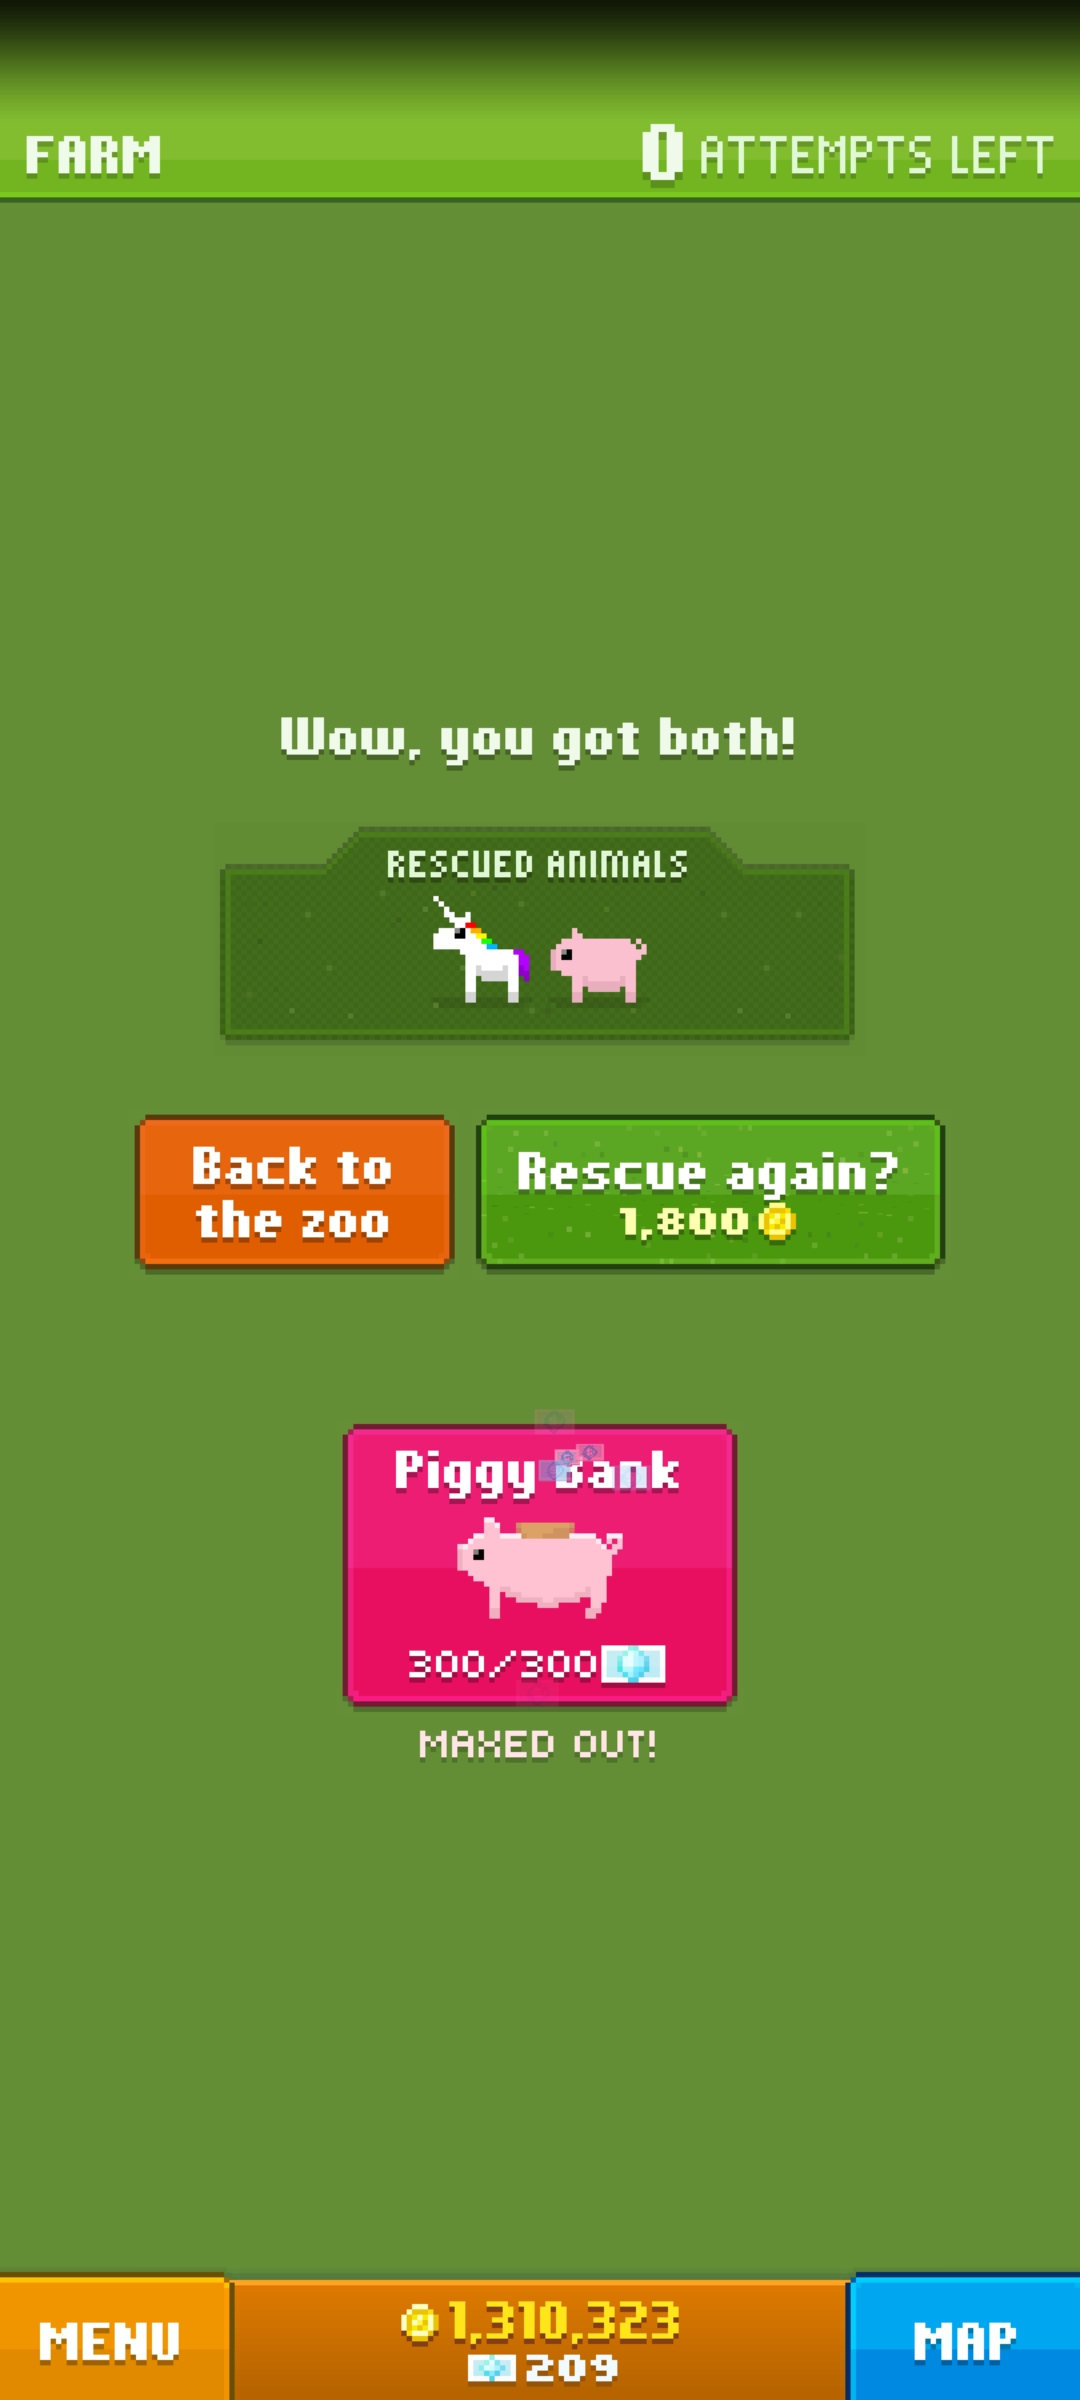 FARM
0 ATTEMPTS LEFT
Wow, you got both!
RESCUED ANIMALS
Back to
the zoo
Rescue again?
1,800
Piggy Bank
300/300
MAXED OUT!
MENU
1,310,323
209
MAP